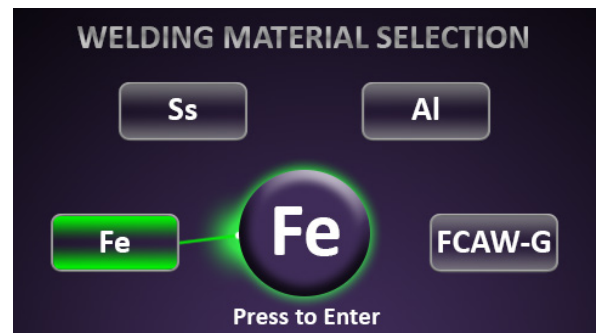 WELDING MATERIAL SELECTION
Ss
Al
Fe
Fe
FCAW-G
Press to Enter